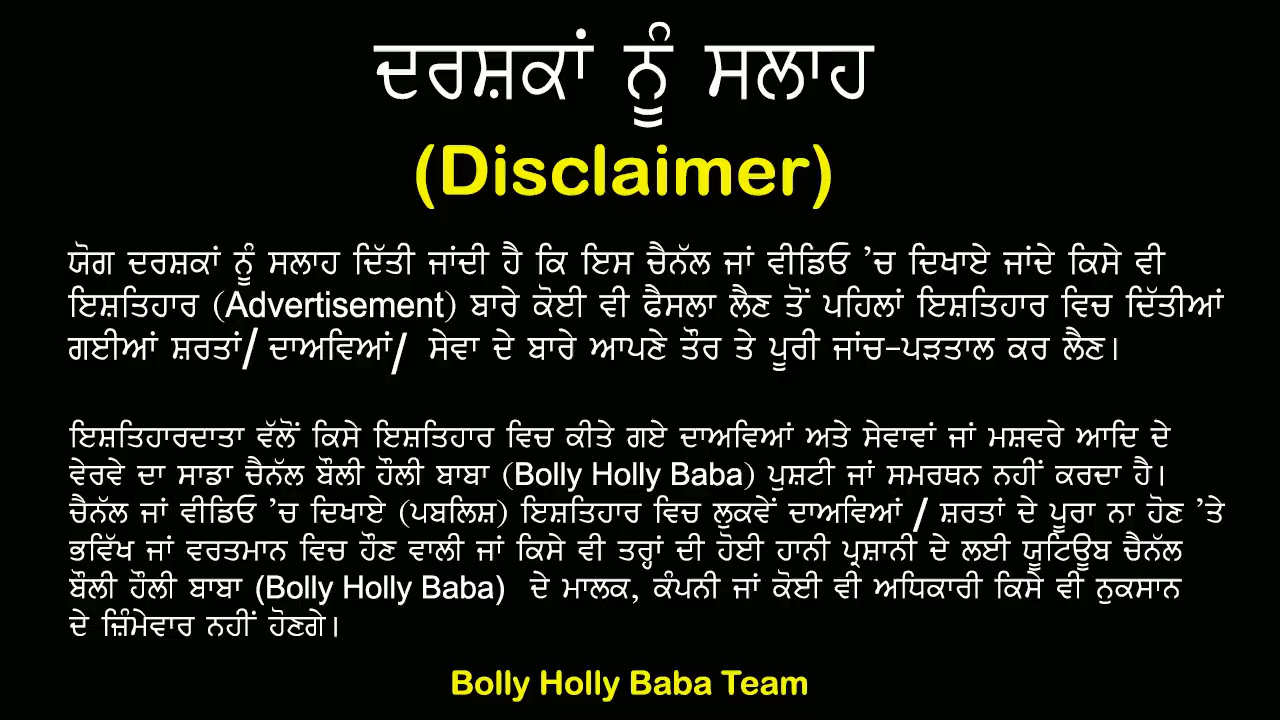 ਦਰਸ਼ਕਾਂ ਨੂੰ ਸਲਾਹ
(Disclaimer)
ਯੋਗ ਦਰਸ਼ਕਾਂ ਨੂੰ ਸਲਾਹ ਦਿੱਤੀ ਜਾਂਦੀ ਹੈ ਕਿ ਇਸ ਚੈਨੱਲ ਜਾਂ ਵੀਡਿਓ ’ਚ ਦਿਖਾਏ ਜਾਂਦੇ ਕਿਸੇ ਵੀ
ਇਸ਼ਤਿਹਾਰ (Advertisement) ਬਾਰੇ ਕੋਈ ਵੀ ਫੈਸਲਾ ਲੈਣ ਤੋਂ ਪਹਿਲਾਂ ਇਸ਼ਤਿਹਾਰ ਵਿਚ ਦਿੱਤੀਆਂ
ਗਈਆਂ ਸ਼ਰਤਾਂ/ ਦਾਅਵਿਆਂ/ ਸੇਵਾ ਦੇ ਬਾਰੇ ਆਪਣੇ ਤੌਰ ਤੇ ਪੂਰੀ ਜਾਂਚ-ਪੜਤਾਲ ਕਰ ਲੈਣ।
ਇਸ਼ਤਿਹਾਰਦਾਤਾ ਵੱਲੋਂ ਕਿਸੇ ਇਸ਼ਤਿਹਾਰ ਵਿਚ ਕੀਤੇ ਗਏ ਦਾਅਵਿਆਂ ਅਤੇ ਸੇਵਾਵਾਂ ਜਾਂ ਮਸ਼ਵਰੇ ਆਦਿ ਦੇ
ਵੇਰਵੇ ਦਾ ਸਾਡਾ ਚੈਨੱਲ ਬੌਲੀ ਹੌਲੀ ਬਾਬਾ (Bolly Holly Baba) ਪੁਸ਼ਟੀ ਜਾਂ ਸਮਰਥਨ ਨਹੀਂ ਕਰਦਾ ਹੈ।
ਚੈਨੱਲ ਜਾਂ ਵੀਡਿਓ ’ਚ ਦਿਖਾਏ (ਪਬਲਿਸ਼) ਇਸ਼ਤਿਹਾਰ ਵਿਚ ਲੁਕਵੇਂ ਦਾਅਵਿਆਂ / ਸ਼ਰਤਾਂ ਦੇ ਪੂਰਾ ਨਾ ਹੋਣ ’ਤੇ
ਭਵਿੱਖ ਜਾਂ ਵਰਤਮਾਨ ਵਿਚ ਹੌਣ ਵਾਲੀ ਜਾਂ ਕਿਸੇ ਵੀ ਤਰ੍ਹਾਂ ਦੀ ਹੋਈ ਹਾਨੀ ਪ੍ਰਸ਼ਾਨੀ ਦੇ ਲਈ ਯੂਟਿਊਬ ਚੈਨੱਲ
ਬੌਲੀ ਹੌਲੀ ਬਾਬਾ (Bolly Holly Baba) ਦੇ ਮਾਲਕ, ਕੰਪਨੀ ਜਾਂ ਕੋਈ ਵੀ ਅਧਿਕਾਰੀ ਕਿਸੇ ਵੀ ਨੁਕਸਾਨ
ਦੇ ਜ਼ਿੰਮੇਵਾਰ ਨਹੀਂ ਹੋਣਗੇ।
Bolly Holly Baba Team